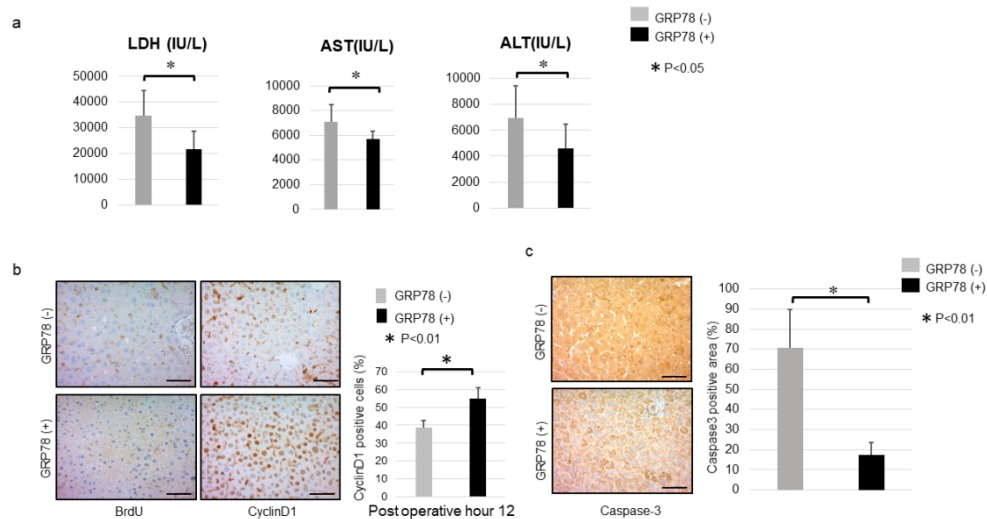 a
GRP78 (-)
GRP78 (+)
* P<0.05
LDH (IU/L)
*
50000
40000
30000
20000
10000
0
AST(IU/L)
*
10000
8000
6000
4000
2000
0
ALT(IU/L)
*
12000
10000
8000
6000
4000
2000
0
b
GRP78 (-)
GRP78 (+)
BrdU
CyclinD1
GRP78 (-)
GRP78 (+)
* P<0.01
CyclinD1 positive cells (%)
*
70
60
50
40
30
20
10
0
Post operative hour 12
c
GRP78 (-)
GRP78 (+)
Caspase-3
GRP78 (-)
GRP78 (+)
* P<0.01
Caspase3 positive area (%)
*
100
90
80
70
60
50
40
30
20
10
0